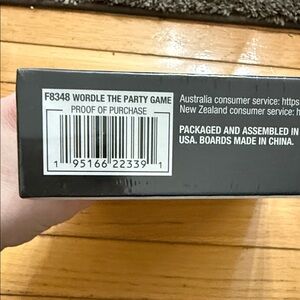 F8348 WORDLE THE PARTY GAME
PROOF OF PURCHASE
1 95166 22339 1
Australia consumer service: https
New Zealand consumer service: h
PACKAGED AND ASSEMBLED IN
USA. BOARDS MADE IN CHINA.